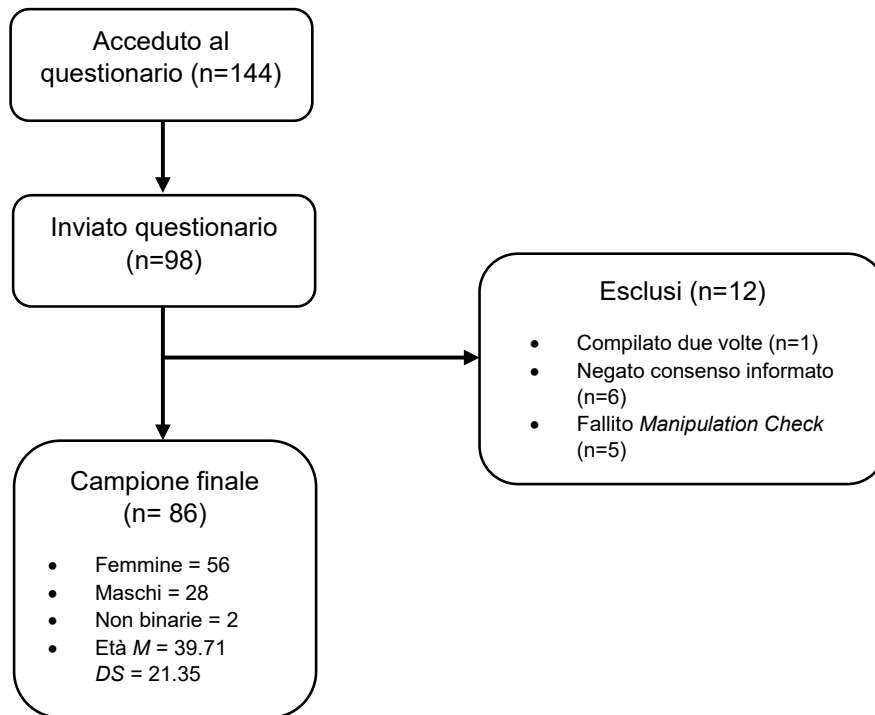 Acceduto al
questionario (n=144)
Inviato questionario
(n=98)
Esclusi (n=12)
• Compilato due volte (n=1)
• Negato consenso informato
(n=6)
• Fallito Manipulation Check
(n=5)
Campione finale
(n= 86)
• Femmine = 56
• Maschi = 28
• Non binarie = 2
• Età M = 39.71
DS = 21.35